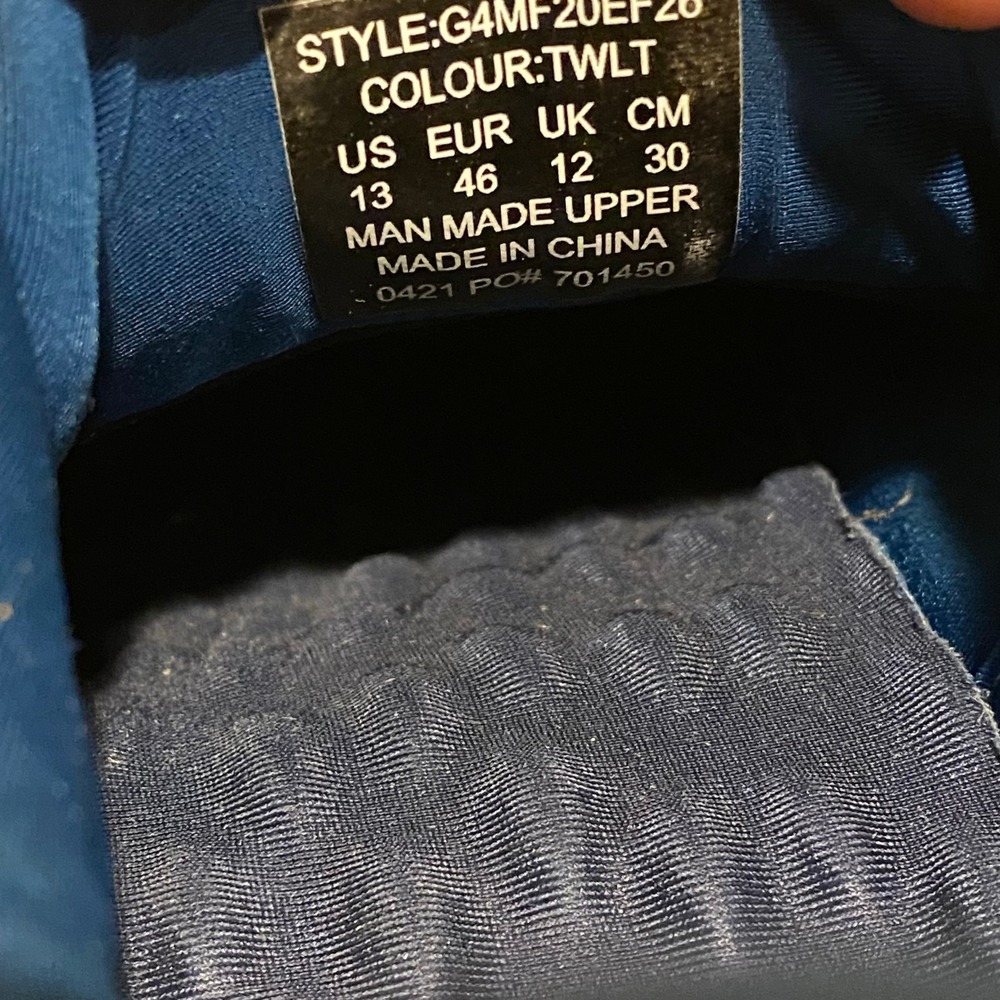 STYLE:G4MF20EF26
COLOUR:TWLT
US EUR UK CM
13 46 12 30
MAN MADE UPPER
MADE IN CHINA
0421 PO# 701450